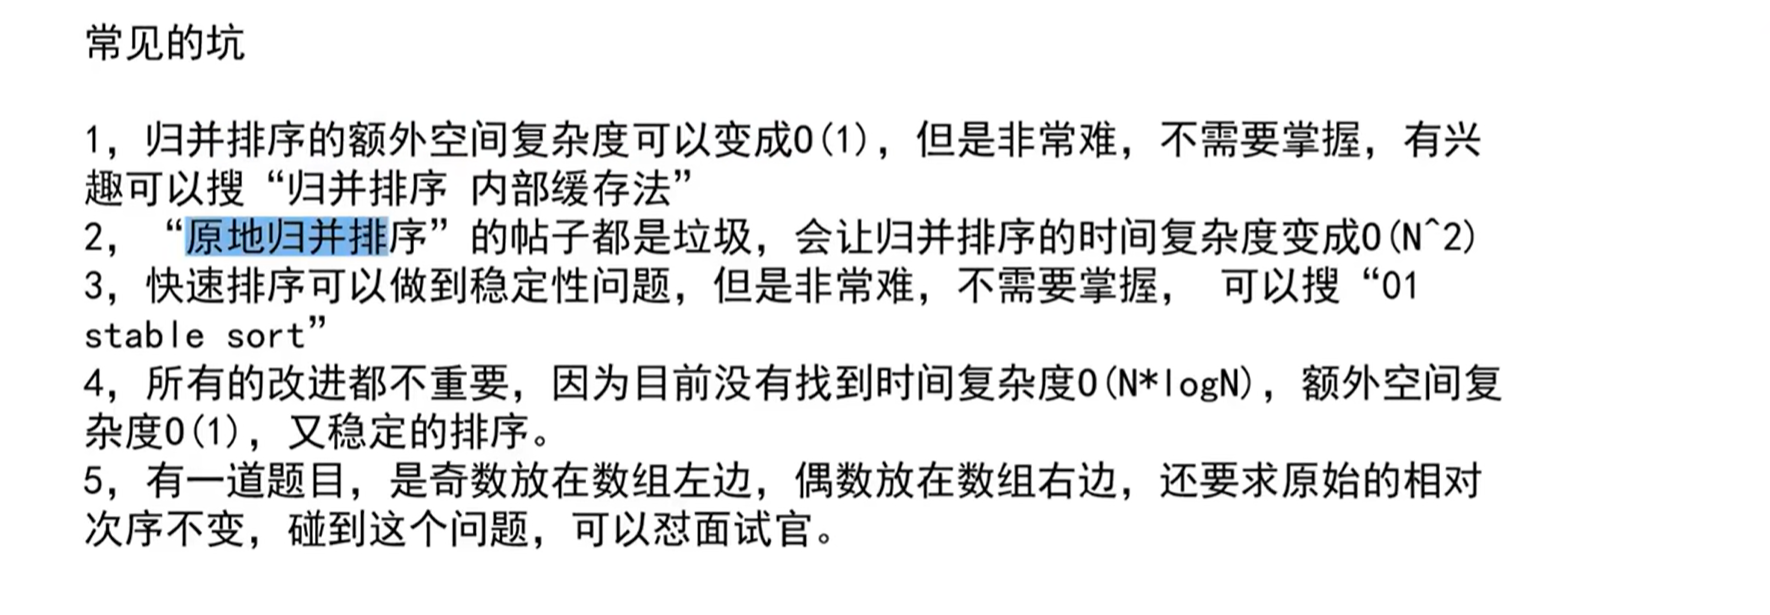 常见的坑
1，归并排序的额外空间复杂度可以变成O(1)，但是非常难，不需要掌握，有兴
趣可以搜“归并排序 内部缓存法”
2，“原地归并排序”的帖子都是垃圾，会让归并排序的时间复杂度变成O(N^2)
3，快速排序可以做到稳定性问题，但是非常难，不需要掌握， 可以搜“01
stable sort”
4，所有的改进都不重要，因为目前没有找到时间复杂度O(N*logN)，额外空间复
杂度O(1)，又稳定的排序。
5，有一道题目，是奇数放在数组左边，偶数放在数组右边，还要求原始的相对
次序不变，碰到这个问题，可以怼面试官。